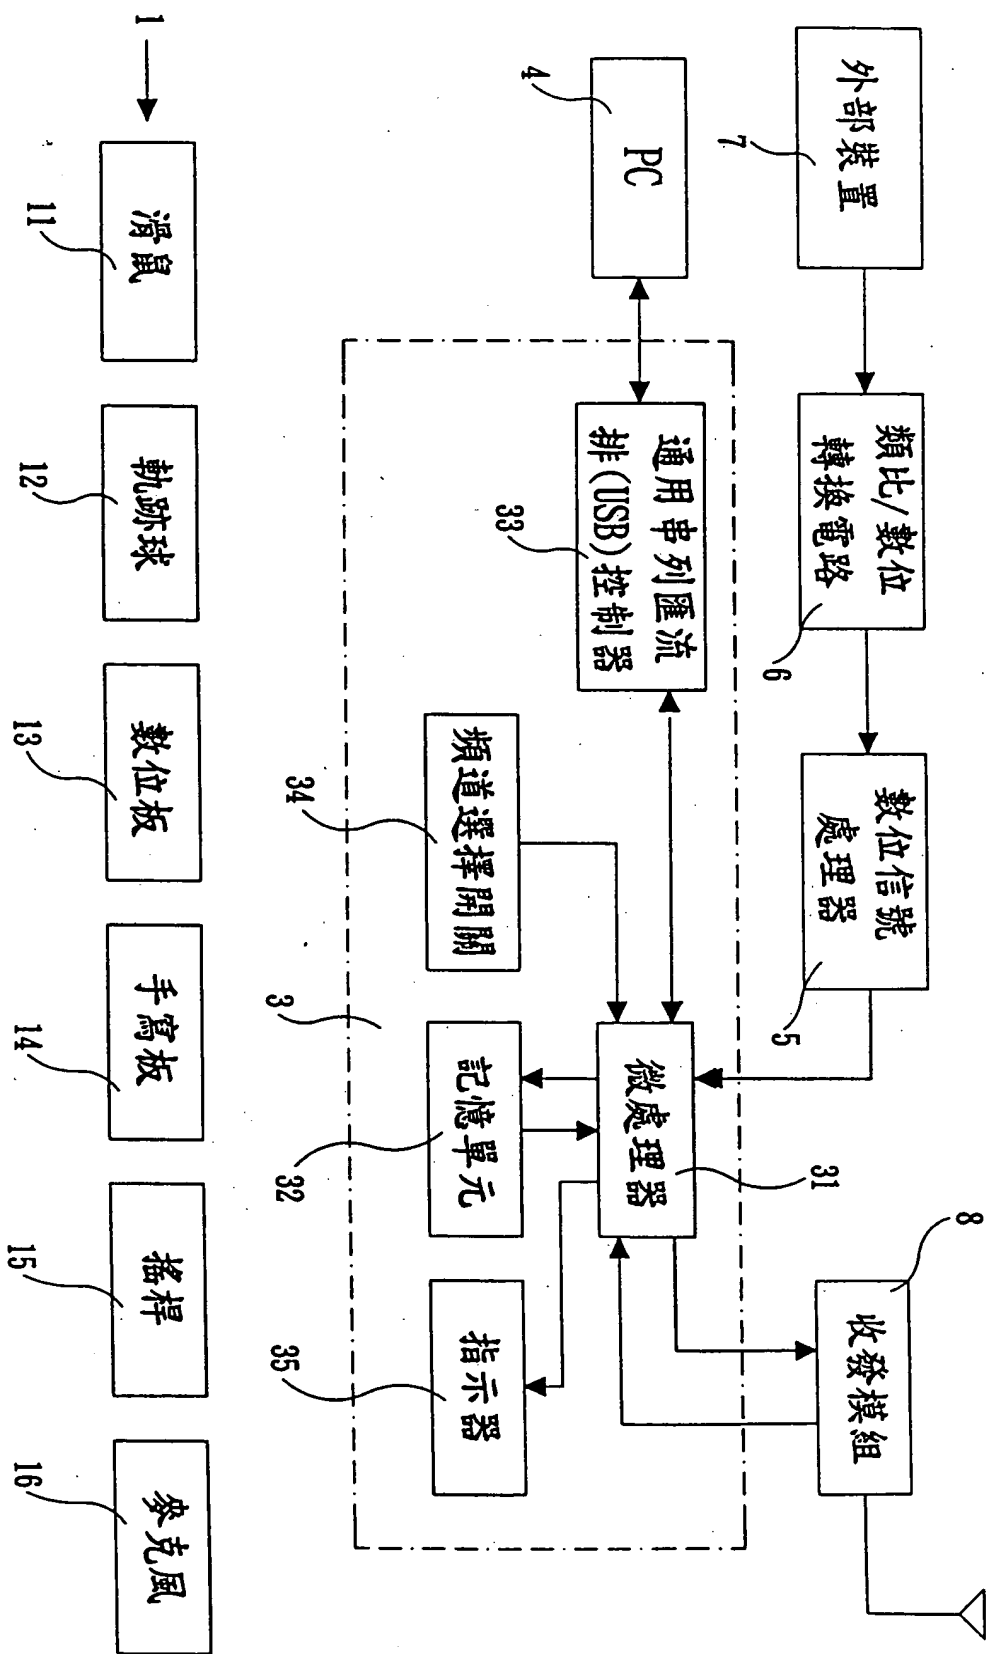 外部裝置
7
類比/數位
轉換電路
6
數位信號
處理器
5
8
收發模組
PC
4
通用串列匯流
排(USB)控制器
33
微處理器
31
頻道選擇開關
34
3
記憶單元
32
指示器
35
1
滑鼠
11
軌跡球
12
數位板
13
手寫板
14
搖桿
15
麥克風
16